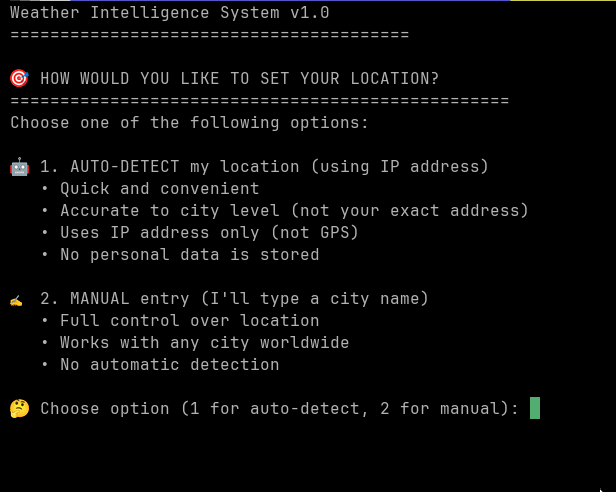 Weather Intelligence System v1.0
========================================
🎯 HOW WOULD YOU LIKE TO SET YOUR LOCATION?
==================================================
Choose one of the following options:
🤖 1. AUTO-DETECT my location (using IP address)
• Quick and convenient
• Accurate to city level (not your exact address)
• Uses IP address only (not GPS)
• No personal data is stored
✍️ 2. MANUAL entry (I'll type a city name)
• Full control over location
• Works with any city worldwide
• No automatic detection
🤔 Choose option (1 for auto-detect, 2 for manual):